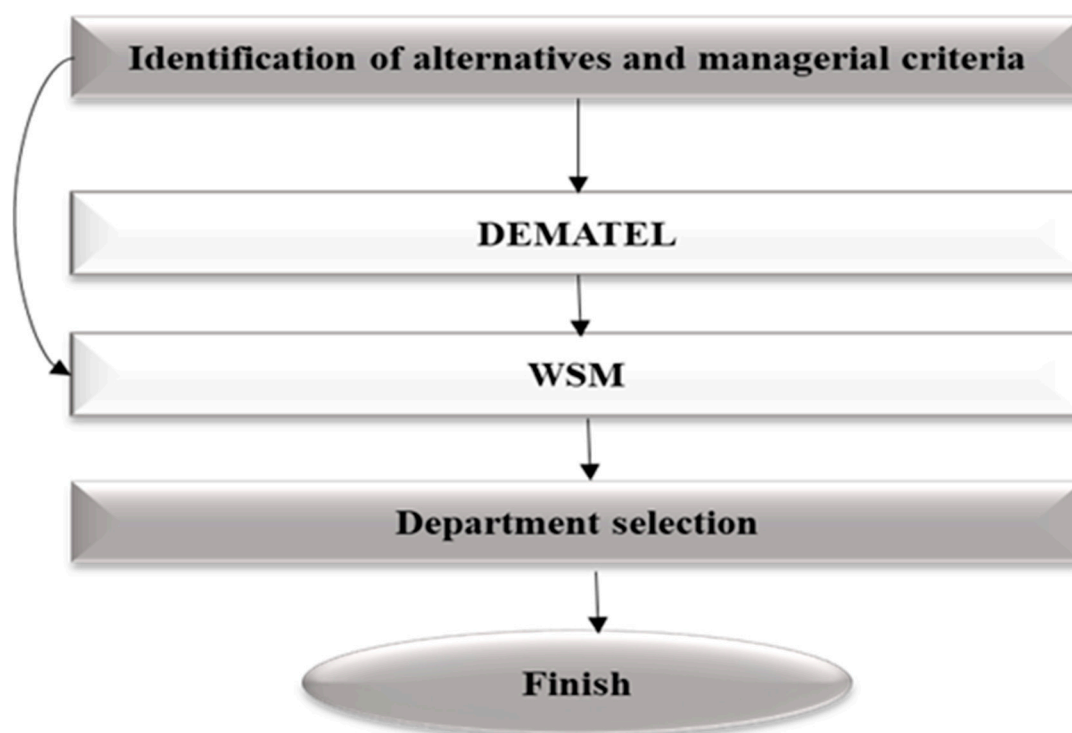 Identification of alternatives and managerial criteria
DEMATEL
WSM
Department selection
Finish